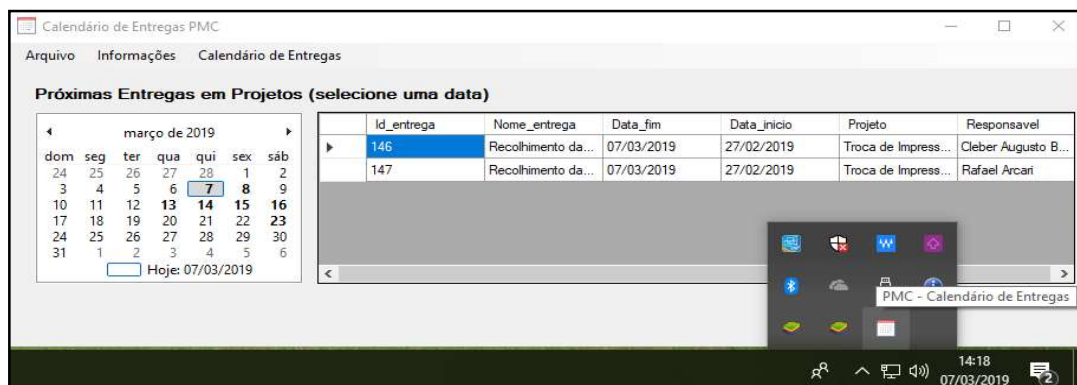 Calendário de Entregas PMC
Arquivo Informações Calendário de Entregas
Próximas Entregas em Projetos (selecione uma data)
março de 2019
dom seg ter qua qui sex sáb
24 25 26 27 28 1 2
3 4 5 6 7 8 9
10 11 12 13 14 15 16
17 18 19 20 21 22 23
24 25 26 27 28 29 30
31 1 2 3 4 5 6
Hoje: 07/03/2019
Id_entrega Nome_entrega Data_fim Data_inicio Projeto Responsavel
146 Recolhimento da... 07/03/2019 27/02/2019 Troca de Impress... Cleber Augusto B...
147 Recolhimento da... 07/03/2019 27/02/2019 Troca de Impress... Rafael Arcari
PMC - Calendário de Entregas
14:18
07/03/2019
2